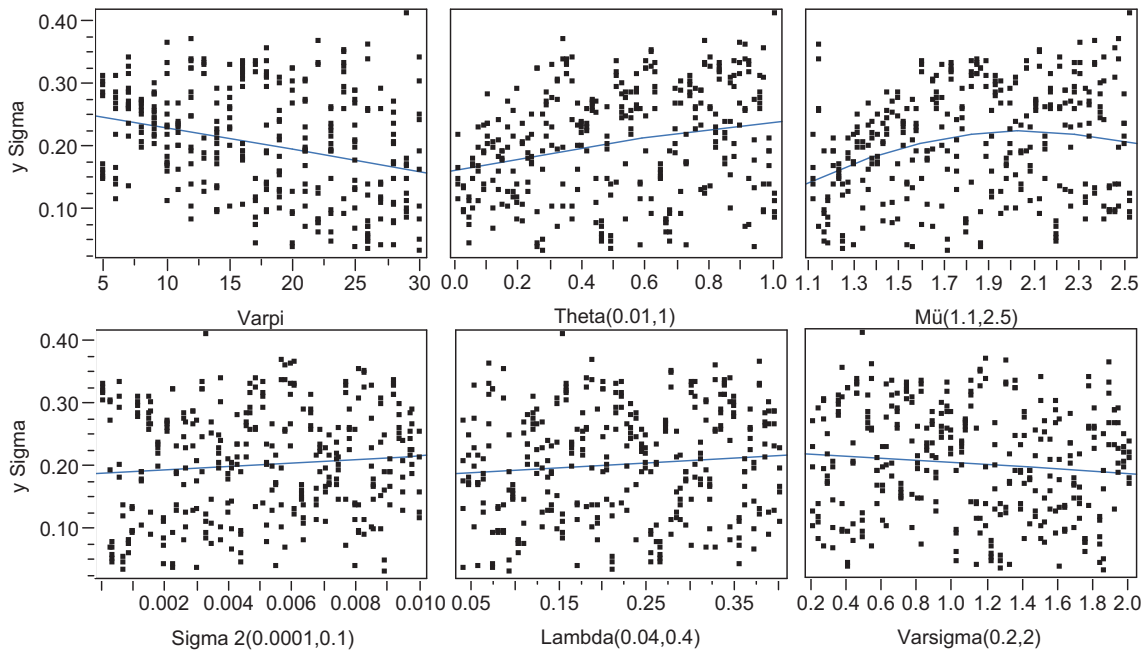 0.40
0.30
0.20
0.10
y Sigma
5 10 15 20 25 30
0.0 0.2 0.4 0.6 0.8 1.0
1.1 1.3 1.5 1.7 1.9 2.1 2.3 2.5
Varpi
Theta(0.01,1)
Mü(1.1,2.5)
0.40
0.30
0.20
0.10
y Sigma
0.002 0.004 0.006 0.008 0.010
0.05 0.15 0.25 0.35
0.2 0.4 0.6 0.8 1.0 1.2 1.4 1.6 1.8 2.0
Sigma 2(0.0001,0.1)
Lambda(0.04,0.4)
Varsigma(0.2,2)